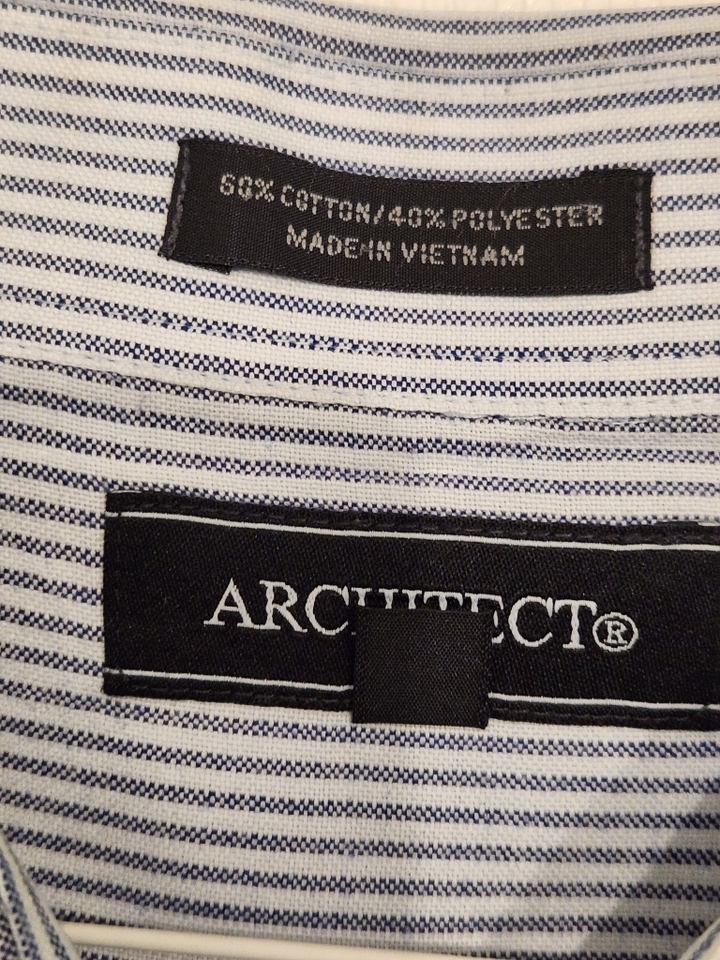 60% COTTON/40% POLYESTER
MADE IN VIETNAM
ARCHITECT®